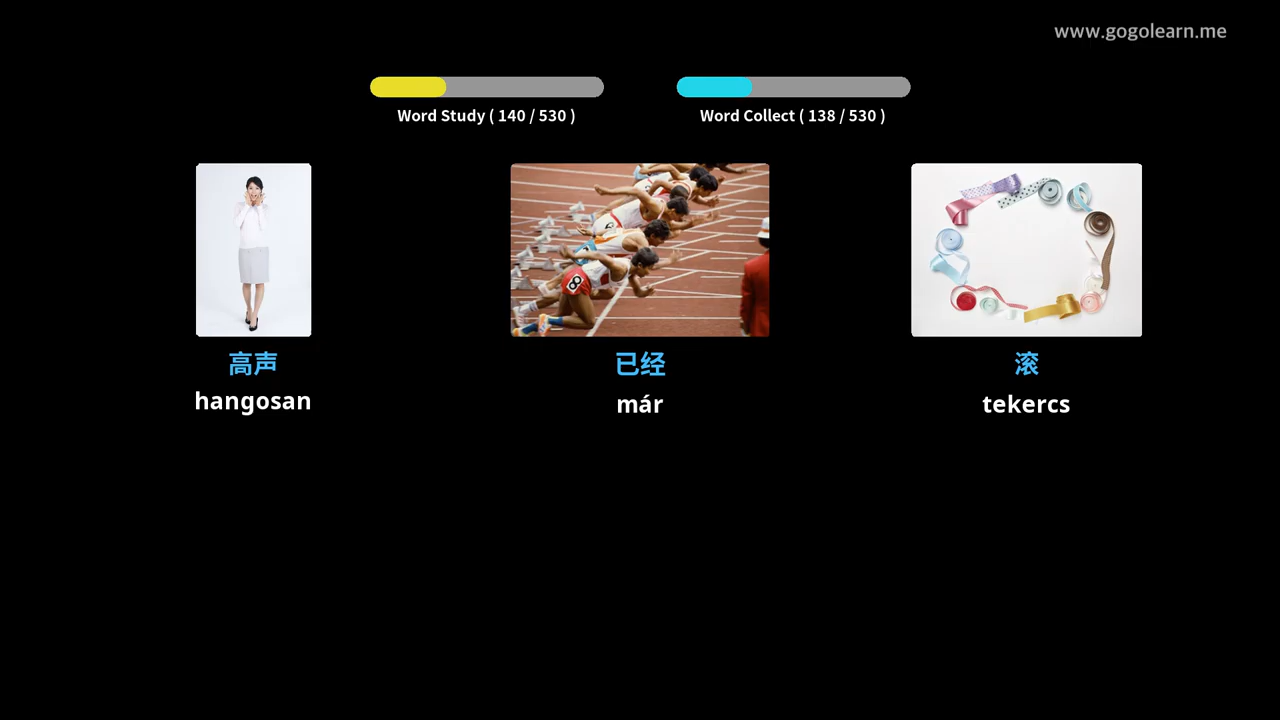 www.gogolearn.me
Word Study ( 140 / 530 )
Word Collect ( 138 / 530 )
高声
已经
滚
hangosan
már
tekercs